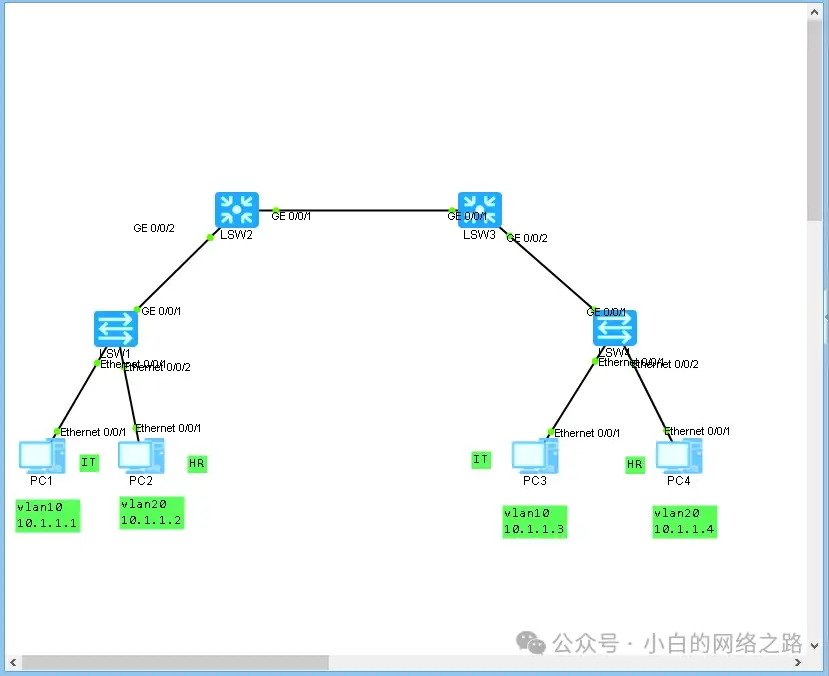 GE 0/0/1
GE 0/0/1
GE 0/0/2
LSW2
LSW3
GE 0/0/2
GE 0/0/1
GE 0/0/1
LSW1
LSW4
Ethernet 0/0/1
Ethernet 0/0/2
Ethernet 0/0/1
Ethernet 0/0/2
Ethernet 0/0/1
Ethernet 0/0/1
Ethernet 0/0/1
Ethernet 0/0/1
IT
HR
IT
HR
PC1
PC2
PC3
PC4
vlan10
10.1.1.1
vlan20
10.1.1.2
vlan10
10.1.1.3
vlan20
10.1.1.4
公众号 · 小白的网络之路